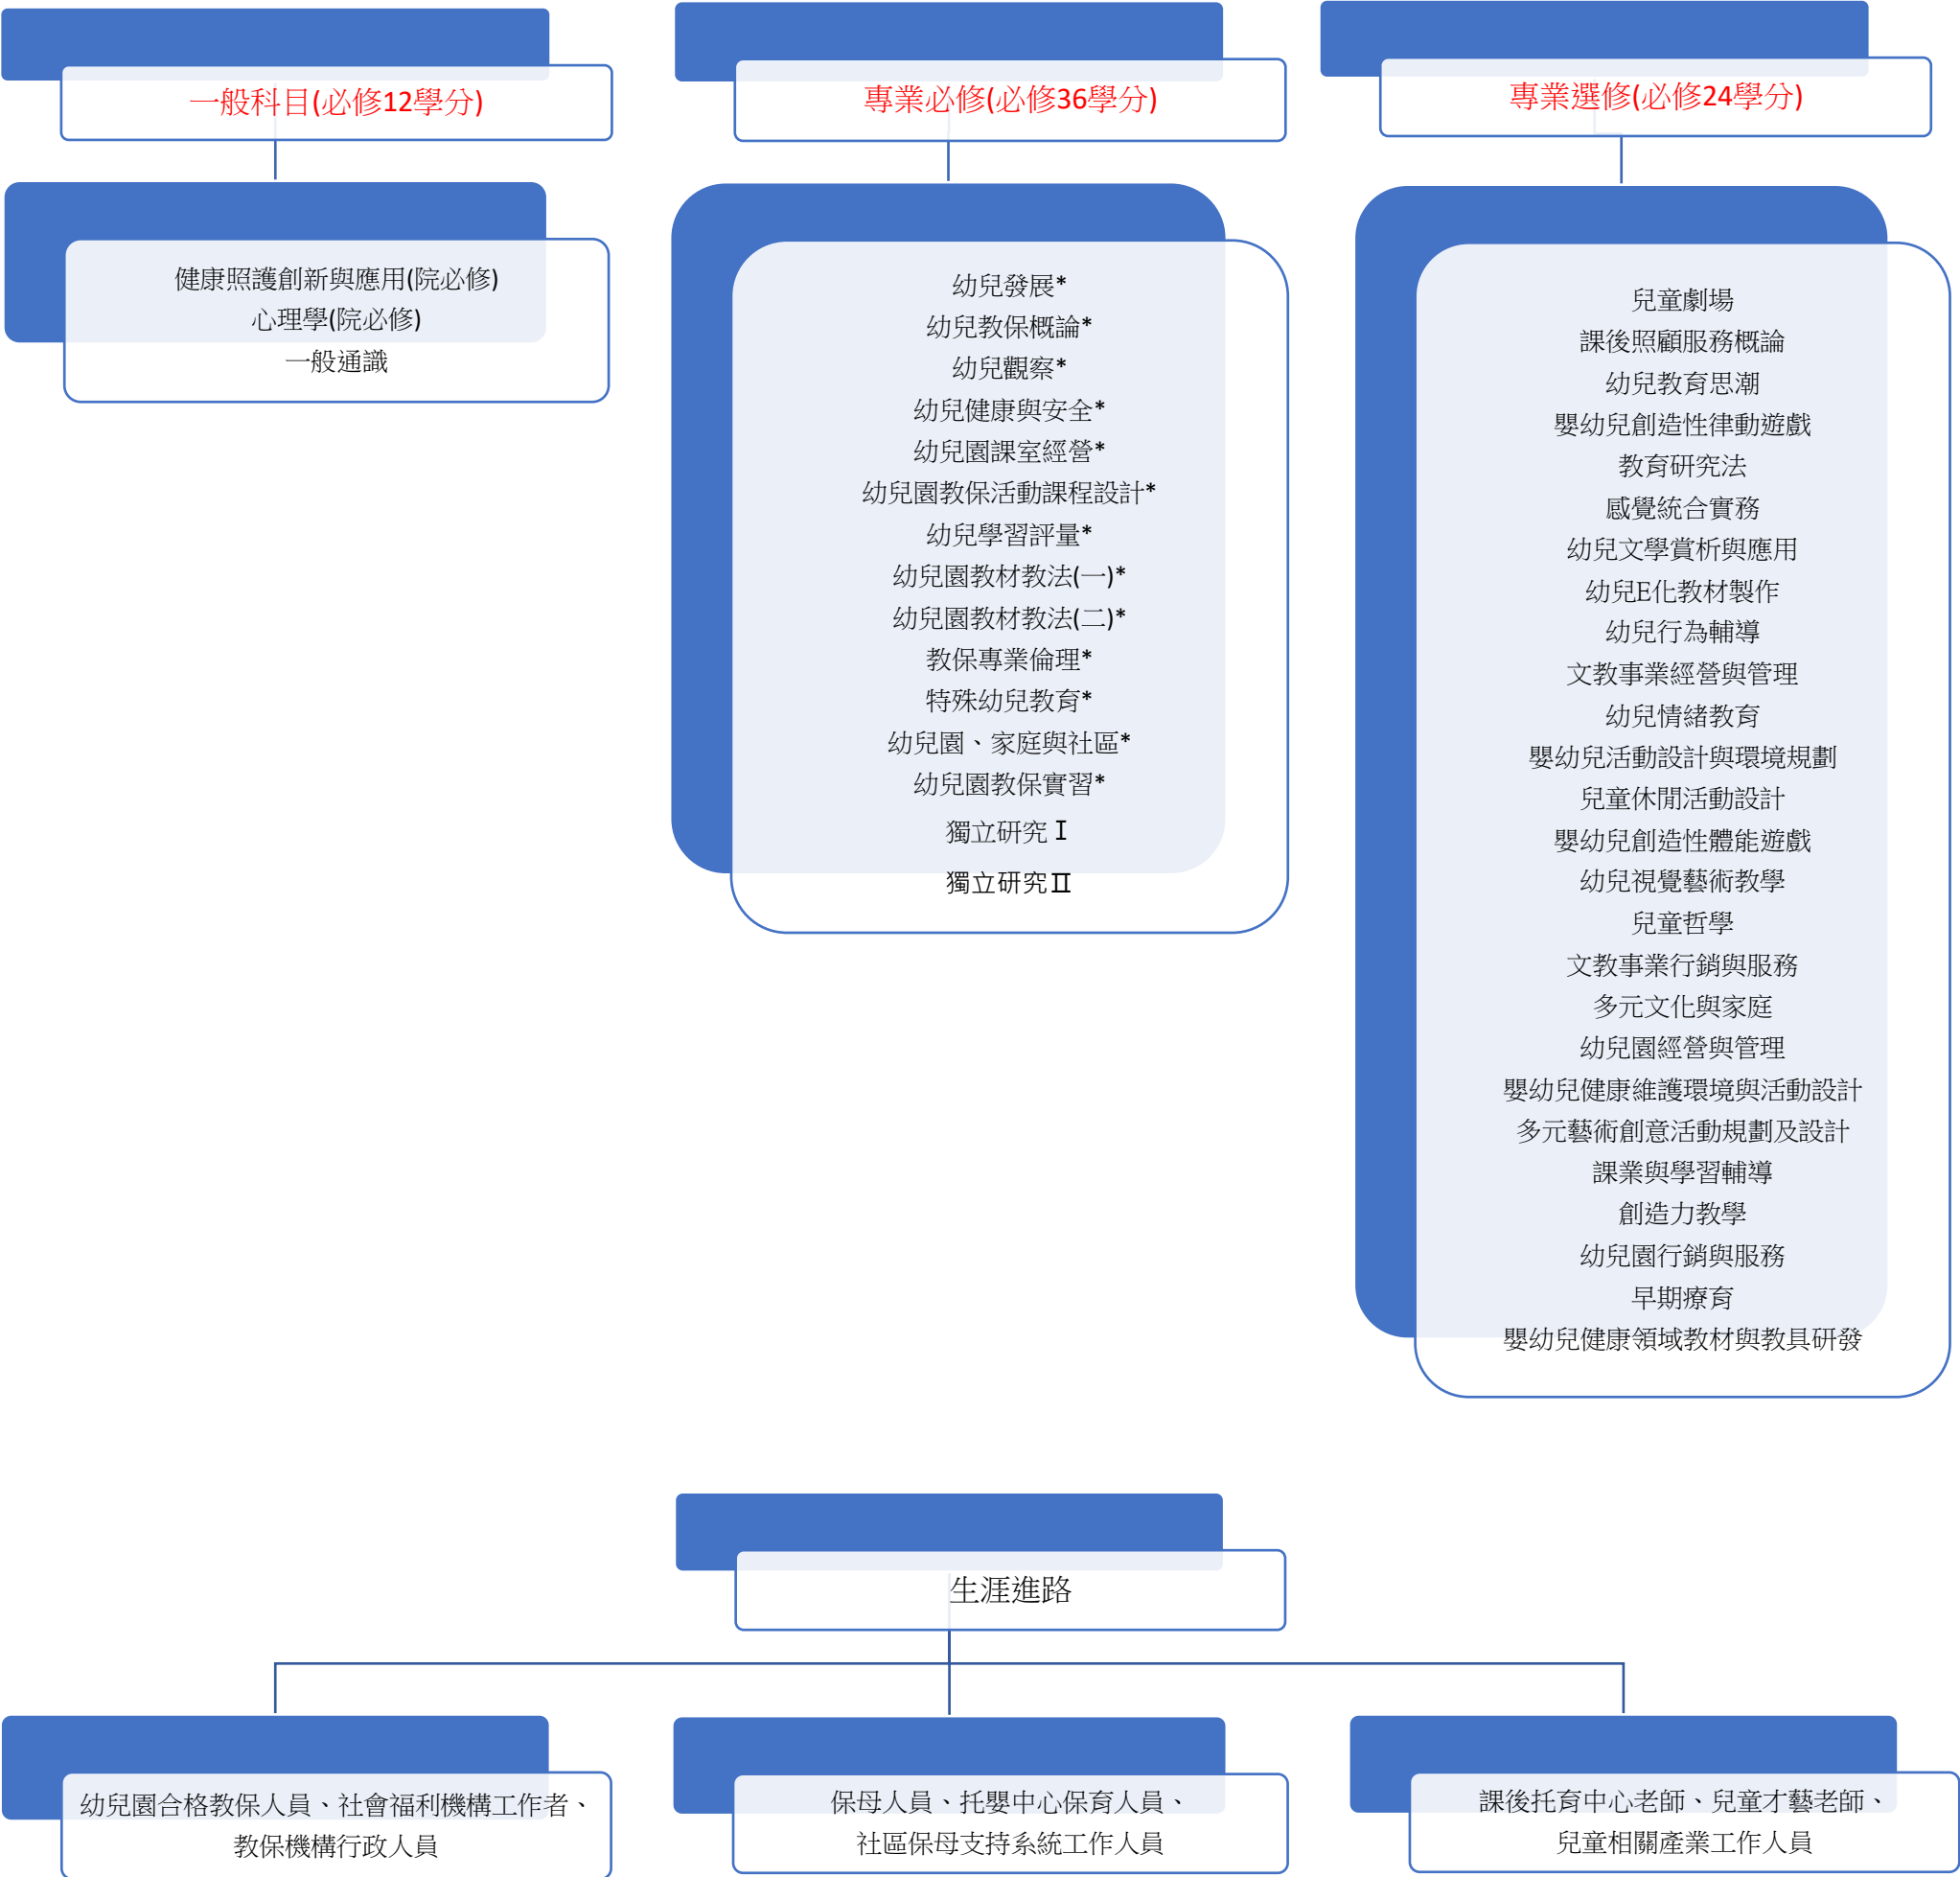 一般科目(必修12學分)
健康照護創新與應用(院必修)
心理學(院必修)
一般通識
專業必修(必修36學分)
幼兒發展*
幼兒教保概論*
幼兒觀察*
幼兒健康與安全*
幼兒園課室經營*
幼兒園教保活動課程設計*
幼兒學習評量*
幼兒園教材教法(一)*
幼兒園教材教法(二)*
教保專業倫理*
特殊幼兒教育*
幼兒園、家庭與社區*
幼兒園教保實習*
獨立研究Ⅰ
獨立研究Ⅱ
專業選修(必修24學分)
兒童劇場
課後照顧服務概論
幼兒教育思潮
嬰幼兒創造性律動遊戲
教育研究法
感覺統合實務
幼兒文學賞析與應用
幼兒E化教材製作
幼兒行為輔導
文教事業經營與管理
幼兒情緒教育
嬰幼兒活動設計與環境規劃
兒童休閒活動設計
嬰幼兒創造性體能遊戲
幼兒視覺藝術教學
兒童哲學
文教事業行銷與服務
多元文化與家庭
幼兒園經營與管理
嬰幼兒健康維護環境與活動設計
多元藝術創意活動規劃及設計
課業與學習輔導
創造力教學
幼兒園行銷與服務
早期療育
嬰幼兒健康領域教材與教具研發
生涯進路
幼兒園合格教保人員、社會福利機構工作者、
教保機構行政人員
保母人員、托嬰中心保育人員、
社區保母支持系統工作人員
課後托育中心老師、兒童才藝老師、
兒童相關產業工作人員